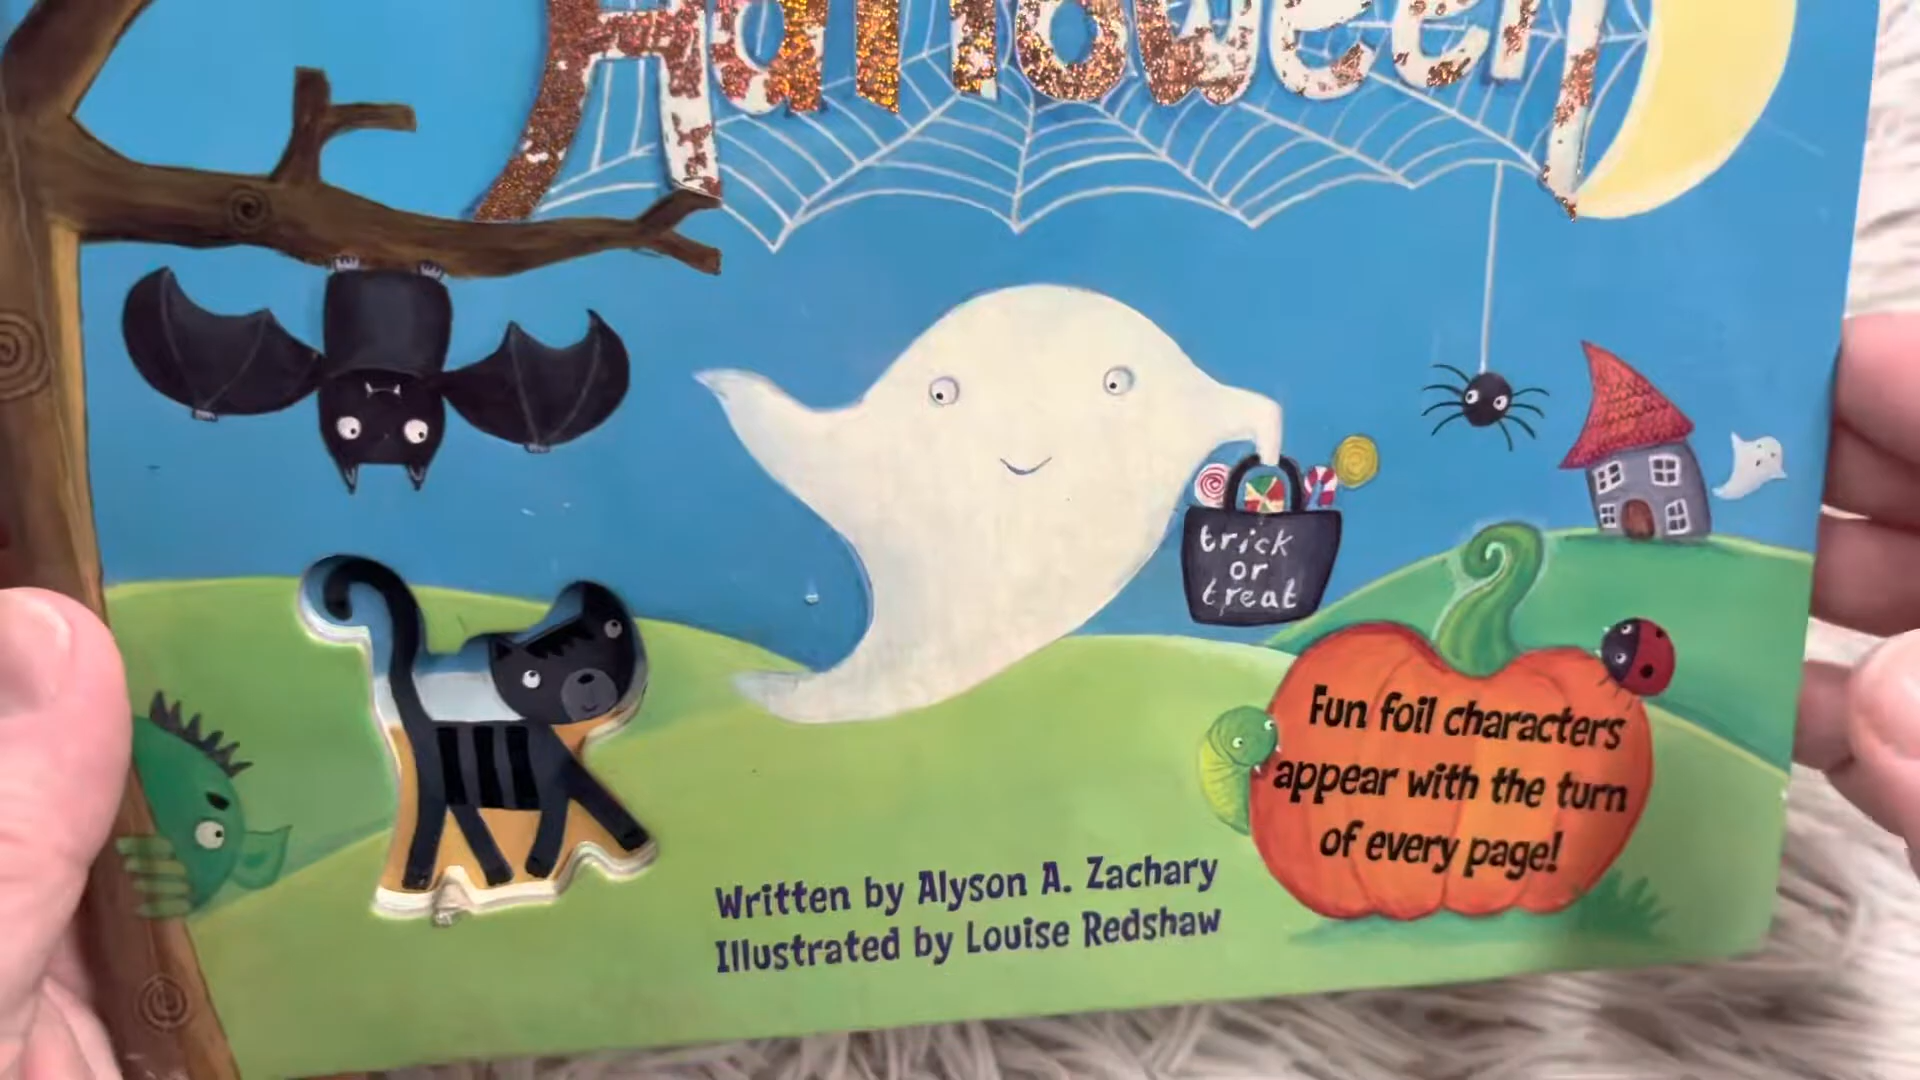 Halloween
trick
or
treat
Fun foil characters
appear with the turn
of every page!
Written by Alyson A. Zachary
Illustrated by Louise Redshaw